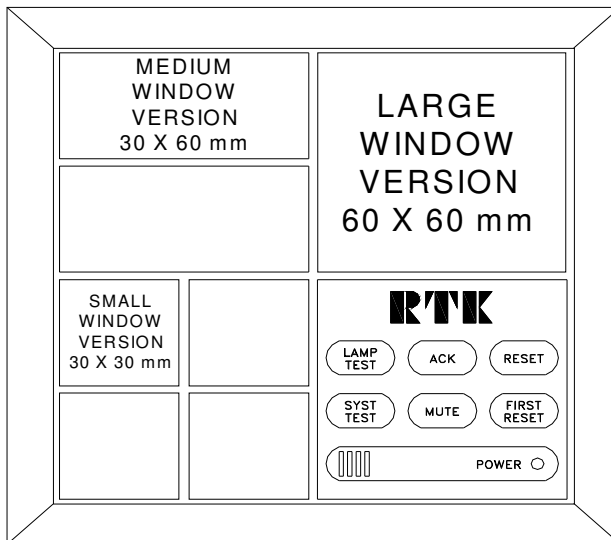 MEDIUM
WINDOW
VERSION
30 X 60 mm
LARGE
WINDOW
VERSION
60 X 60 mm
SMALL
WINDOW
VERSION
30 X 30 mm
RTK
LAMP
TEST
ACK
RESET
SYST
TEST
MUTE
FIRST
RESET
POWER